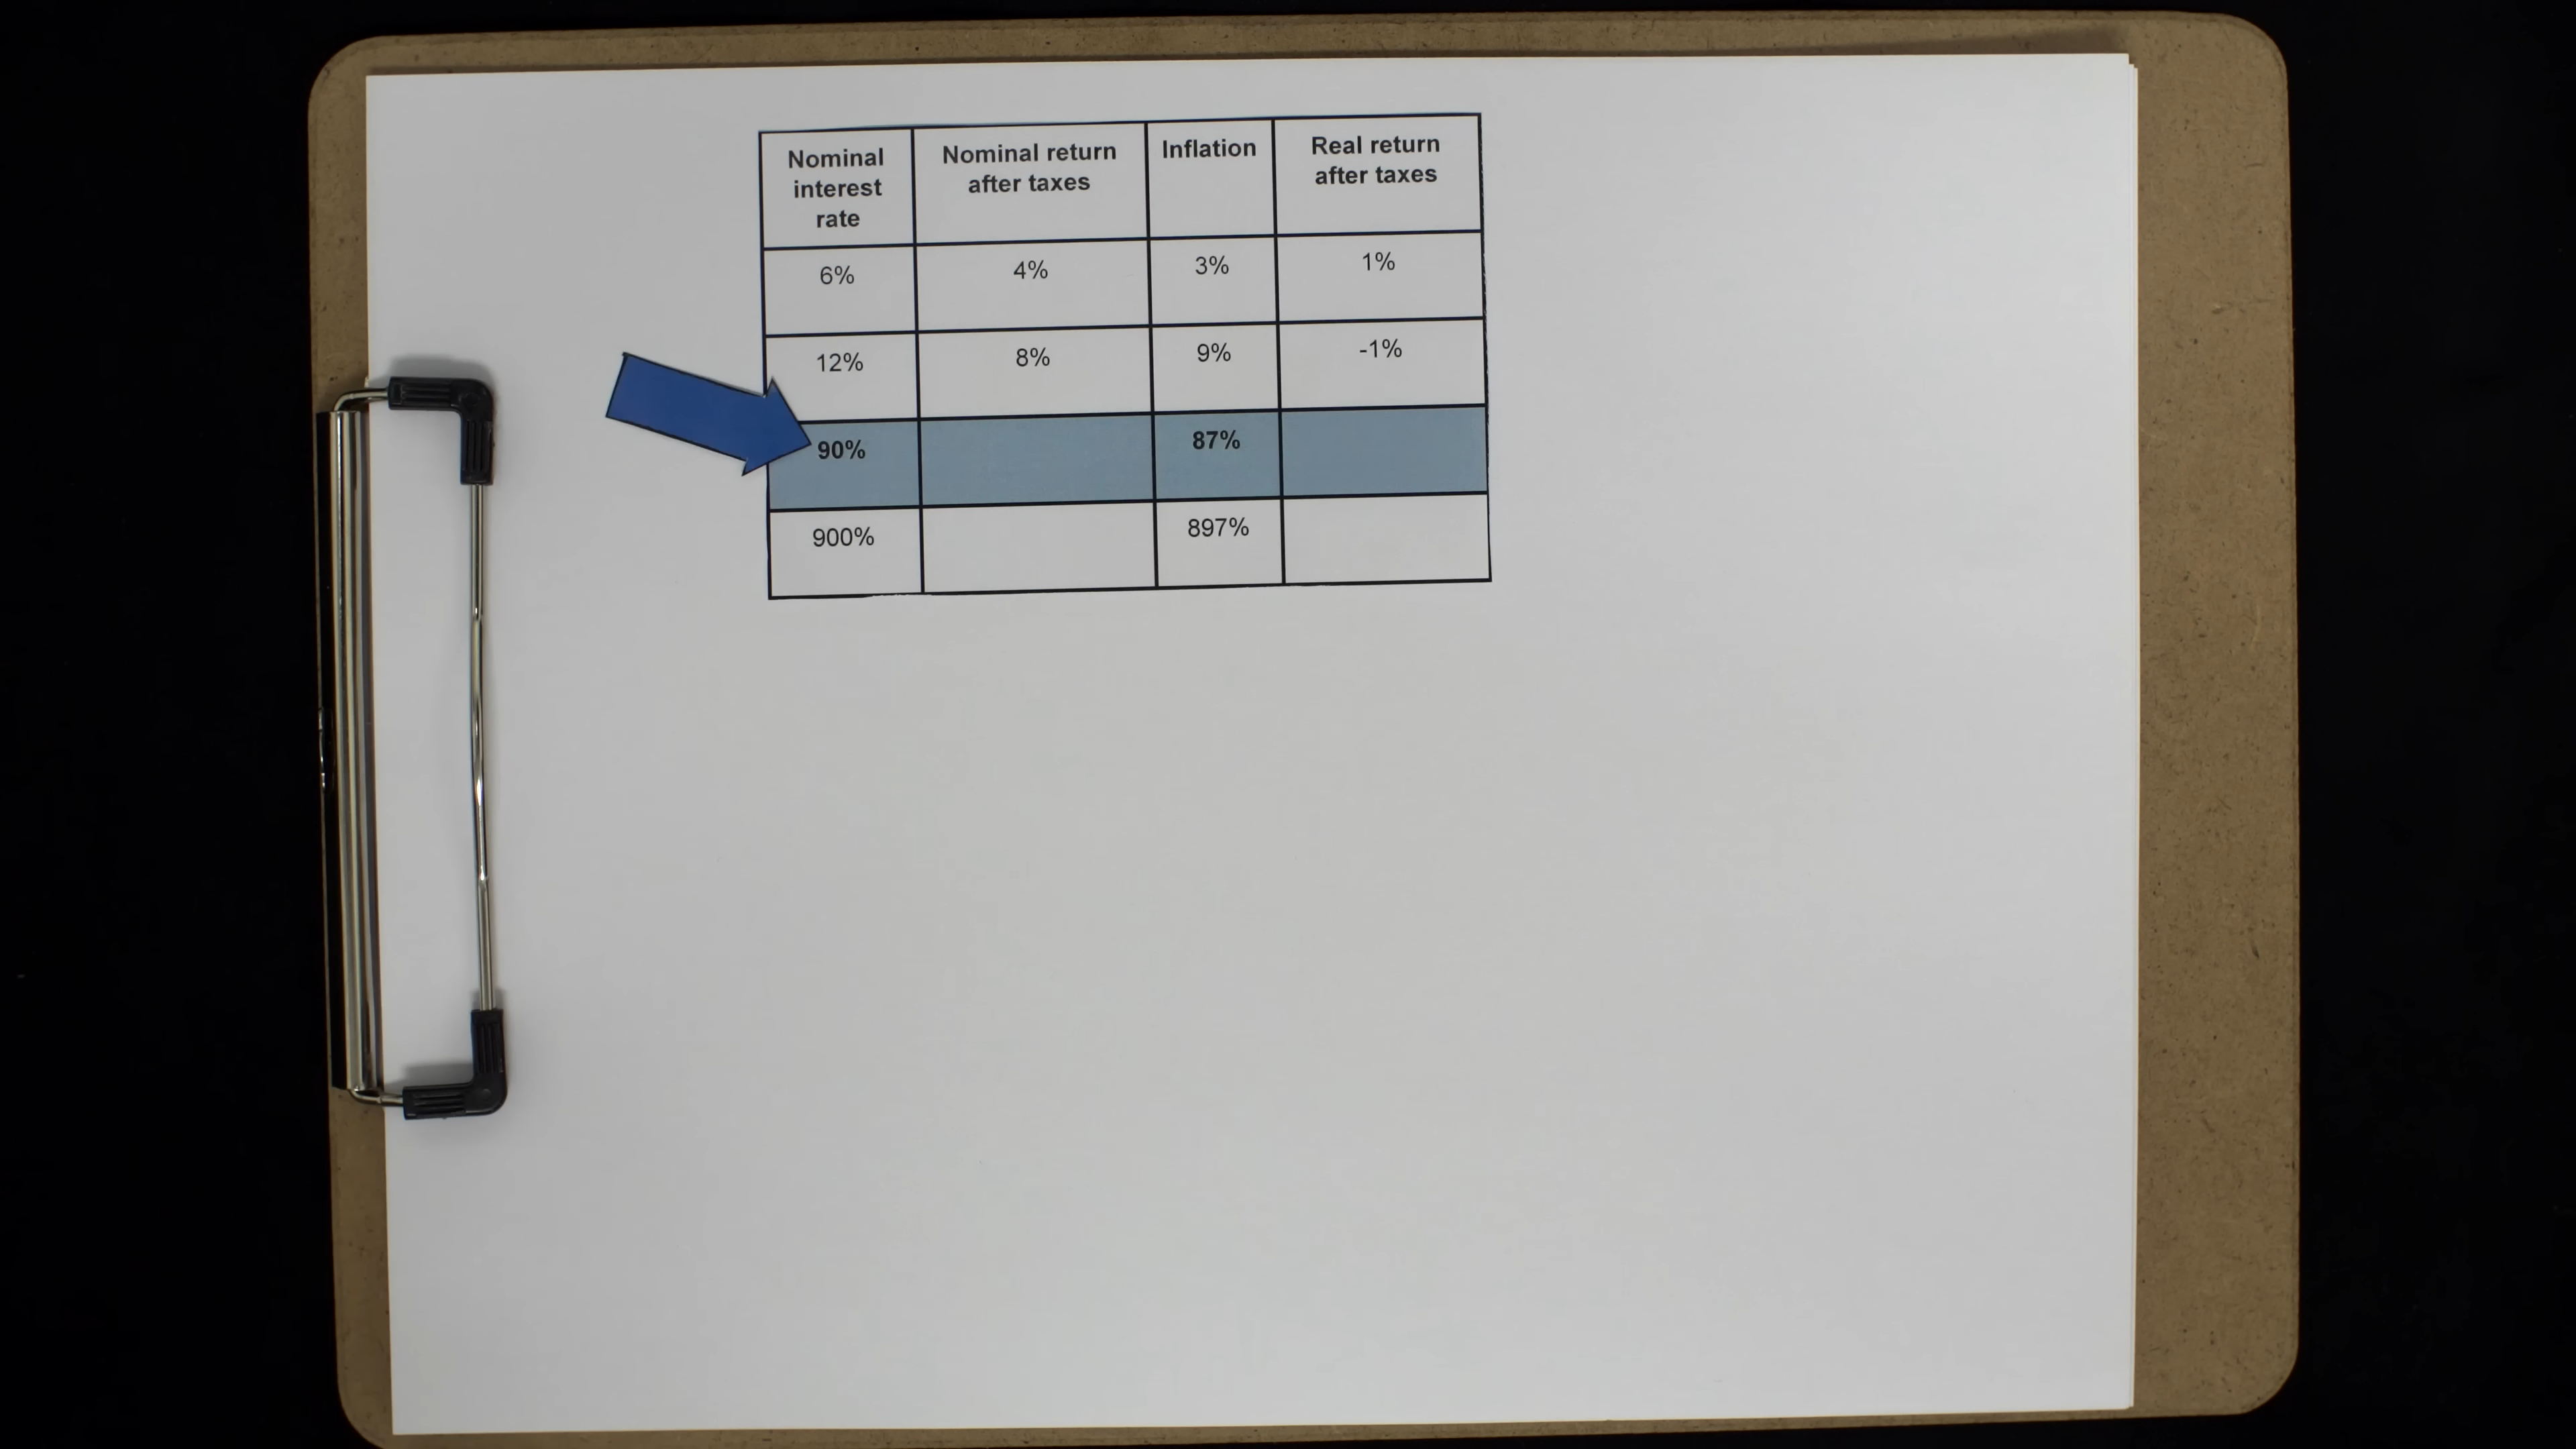 Nominal
interest
rate
Nominal return
after taxes
Inflation
Real return
after taxes
6%
4%
3%
1%
12%
8%
9%
-1%
90%
87%
900%
897%